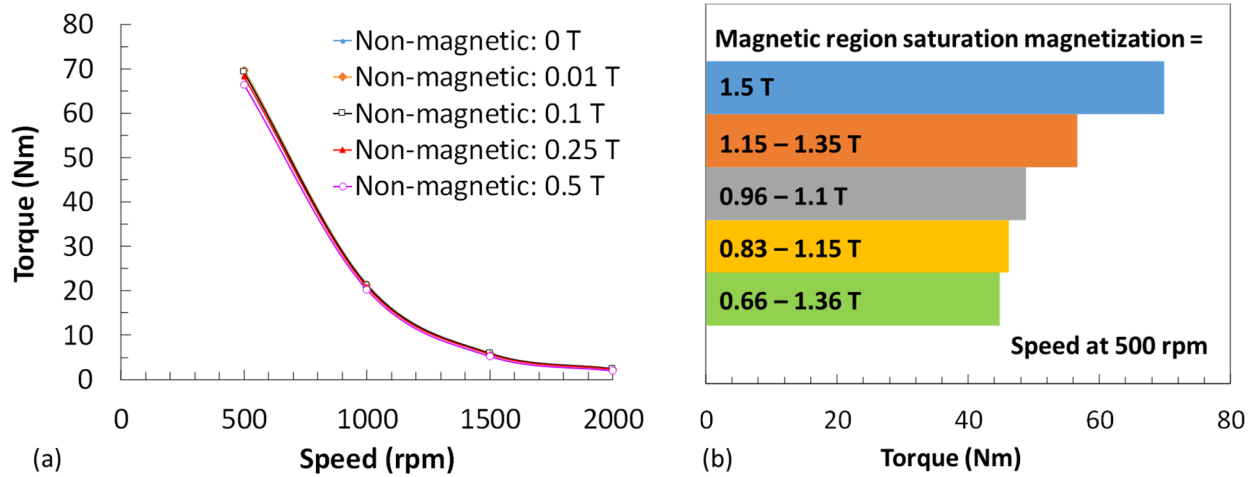 80
70
60
50
40
30
20
10
0
Torque (Nm)
Non-magnetic: 0 T
Non-magnetic: 0.01 T
Non-magnetic: 0.1 T
Non-magnetic: 0.25 T
Non-magnetic: 0.5 T
0 500 1000 1500 2000
(a) Speed (rpm)
Magnetic region saturation magnetization =
1.5 T
1.15 – 1.35 T
0.96 – 1.1 T
0.83 – 1.15 T
0.66 – 1.36 T
Speed at 500 rpm
0 20 40 60 80
(b) Torque (Nm)